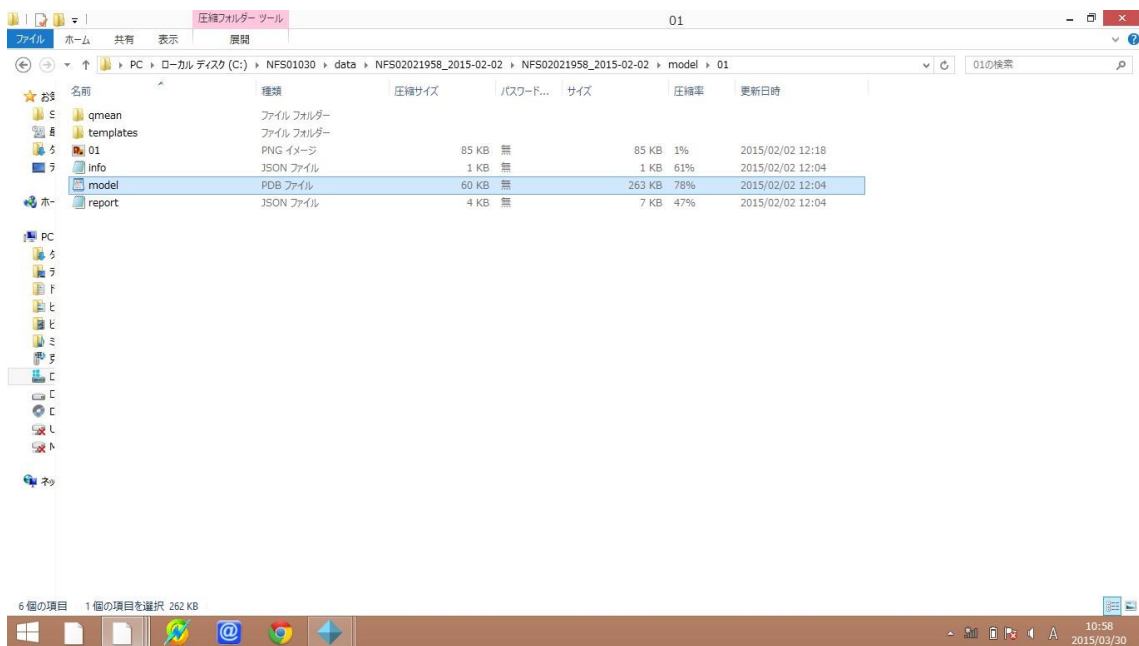 圧縮フォルダー ツール
01
ファイル ホーム 共有 表示 展開
PC ローカル ディスク (C:) NFS01030 data NFS02021958_2015-02-02 NFS02021958_2015-02-02 model 01
01の検索
名前 種類 圧縮サイズ パスワード... サイズ 圧縮率 更新日時
qmean ファイル フォルダー
templates ファイル フォルダー
01 PNG イメージ 85 KB 無 85 KB 1% 2015/02/02 12:18
info JSON ファイル 1 KB 無 1 KB 61% 2015/02/02 12:04
model PDB ファイル 60 KB 無 263 KB 78% 2015/02/02 12:04
report JSON ファイル 4 KB 無 7 KB 47% 2015/02/02 12:04
PC
6 個の項目 1 個の項目を選択 262 KB
A
10:58
2015/03/30